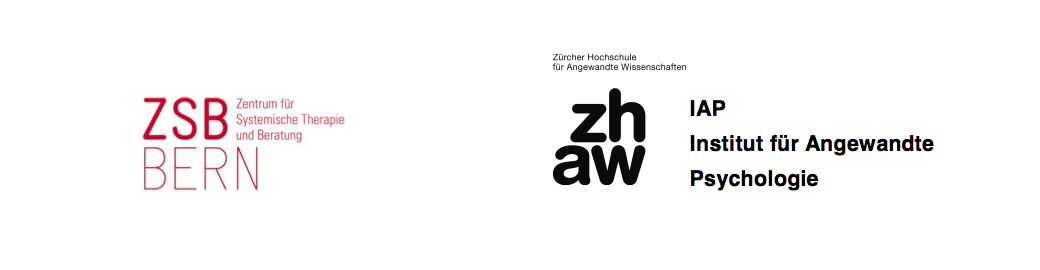 ZSB
BERN
Zentrum für
Systemische Therapie
und Beratung
Zürcher Hochschule
für Angewandte Wissenschaften
zh
aw
IAP
Institut für Angewandte
Psychologie